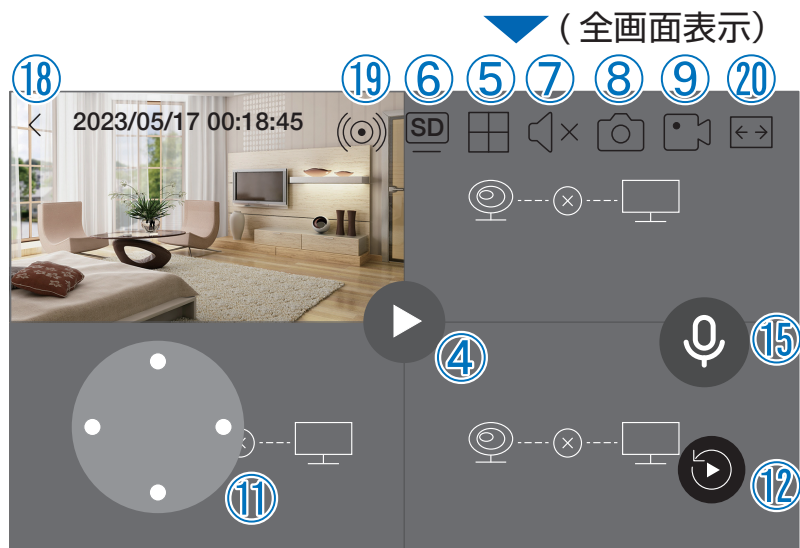 (全画面表示)
⑱ ⑲ ⑥ ⑤ ⑦ ⑧ ⑨ ⑳
2023/05/17 00:18:45 SD
④ ⑮
⑪ ⑫